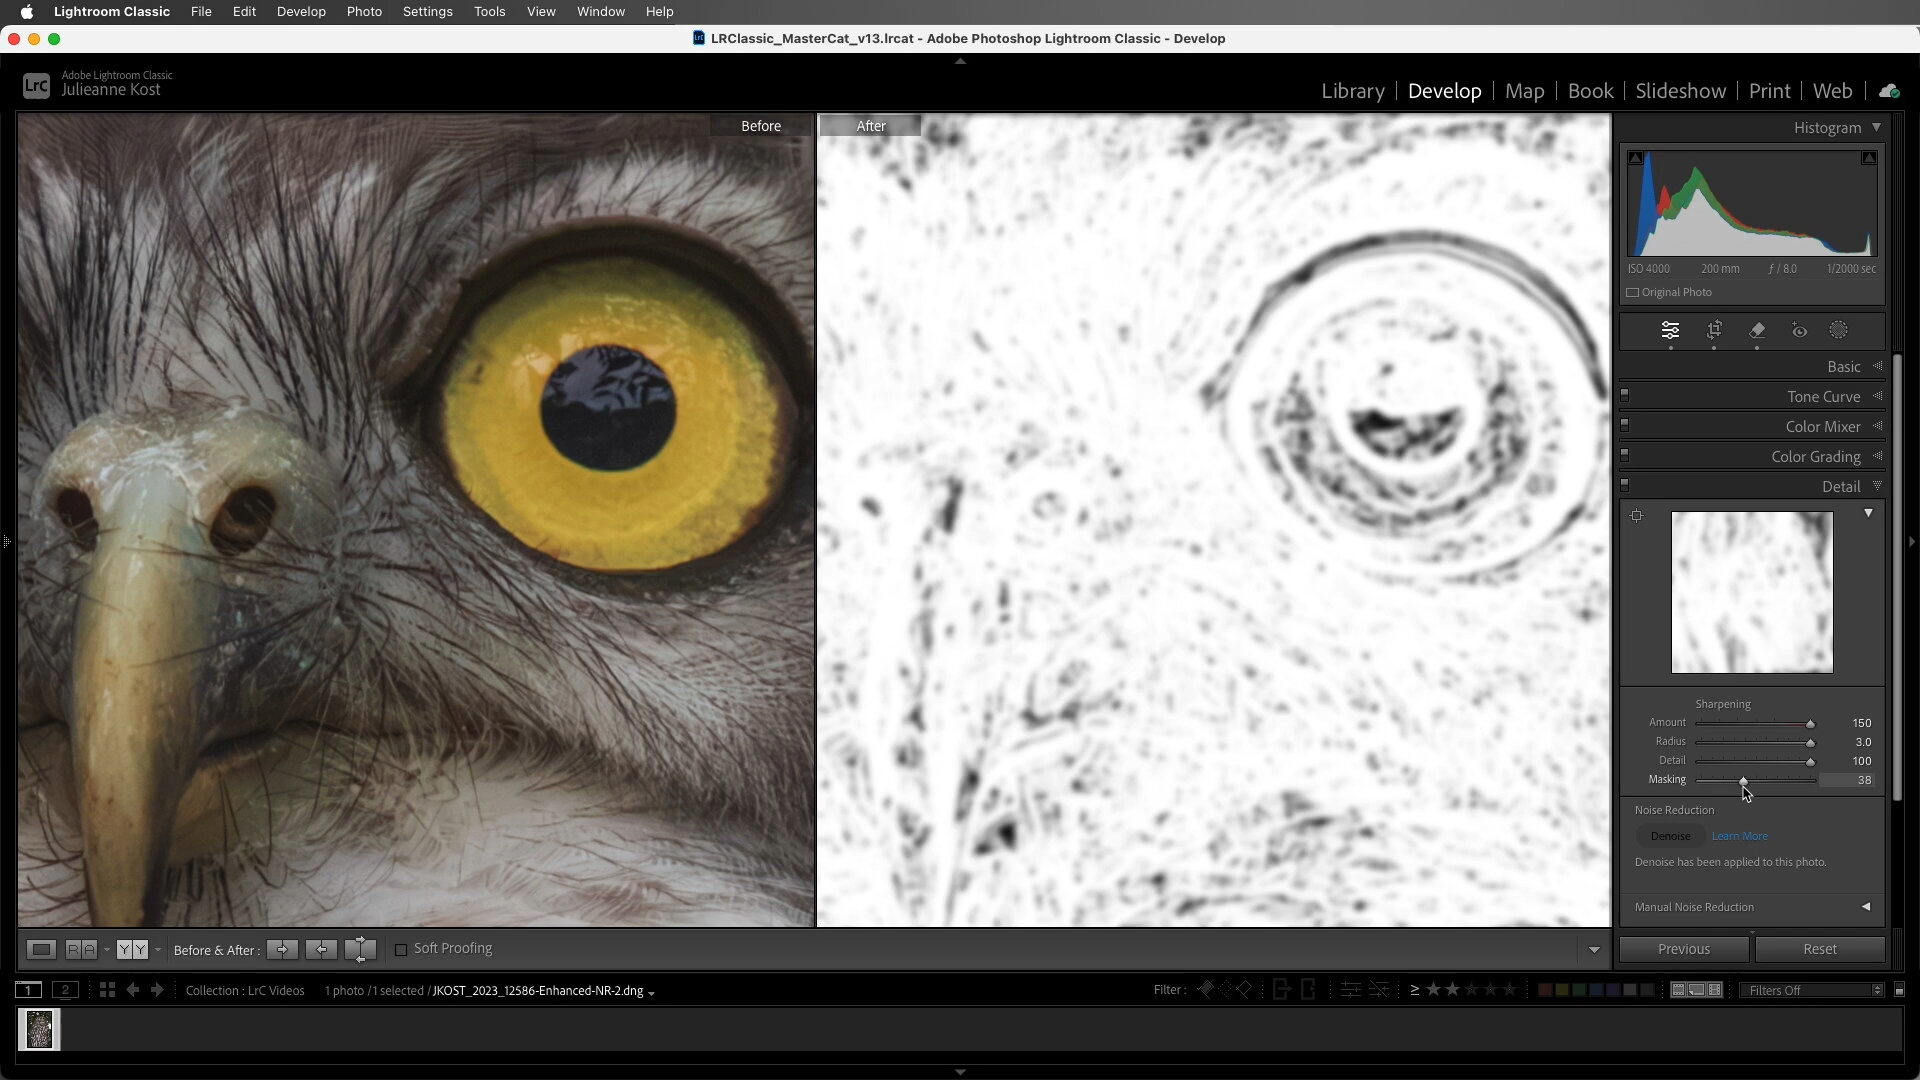 Lightroom Classic File Edit Develop Photo Settings Tools View Window Help
LrC LRClassic_MasterCat_v13.lrcat - Adobe Photoshop Lightroom Classic - Develop
LrC Adobe Lightroom Classic
Julieanne Kost
Library | Develop | Map | Book | Slideshow | Print | Web |
Before
After
Histogram
ISO 4000 200 mm ƒ / 8.0 1/2000 sec
Original Photo
Basic
Tone Curve
Color Mixer
Color Grading
Detail
Sharpening
Amount 150
Radius 3.0
Detail 100
Masking 38
Noise Reduction
Denoise Learn More
Denoise has been applied to this photo.
Manual Noise Reduction
R A Y Y Before & After : Soft Proofing
Previous Reset
1 2 Collection : LrC Videos 1 photo / 1 selected / JKOST_2023_12586-Enhanced-NR-2.dng Filter : ≥ ★★★★★ Filters Off